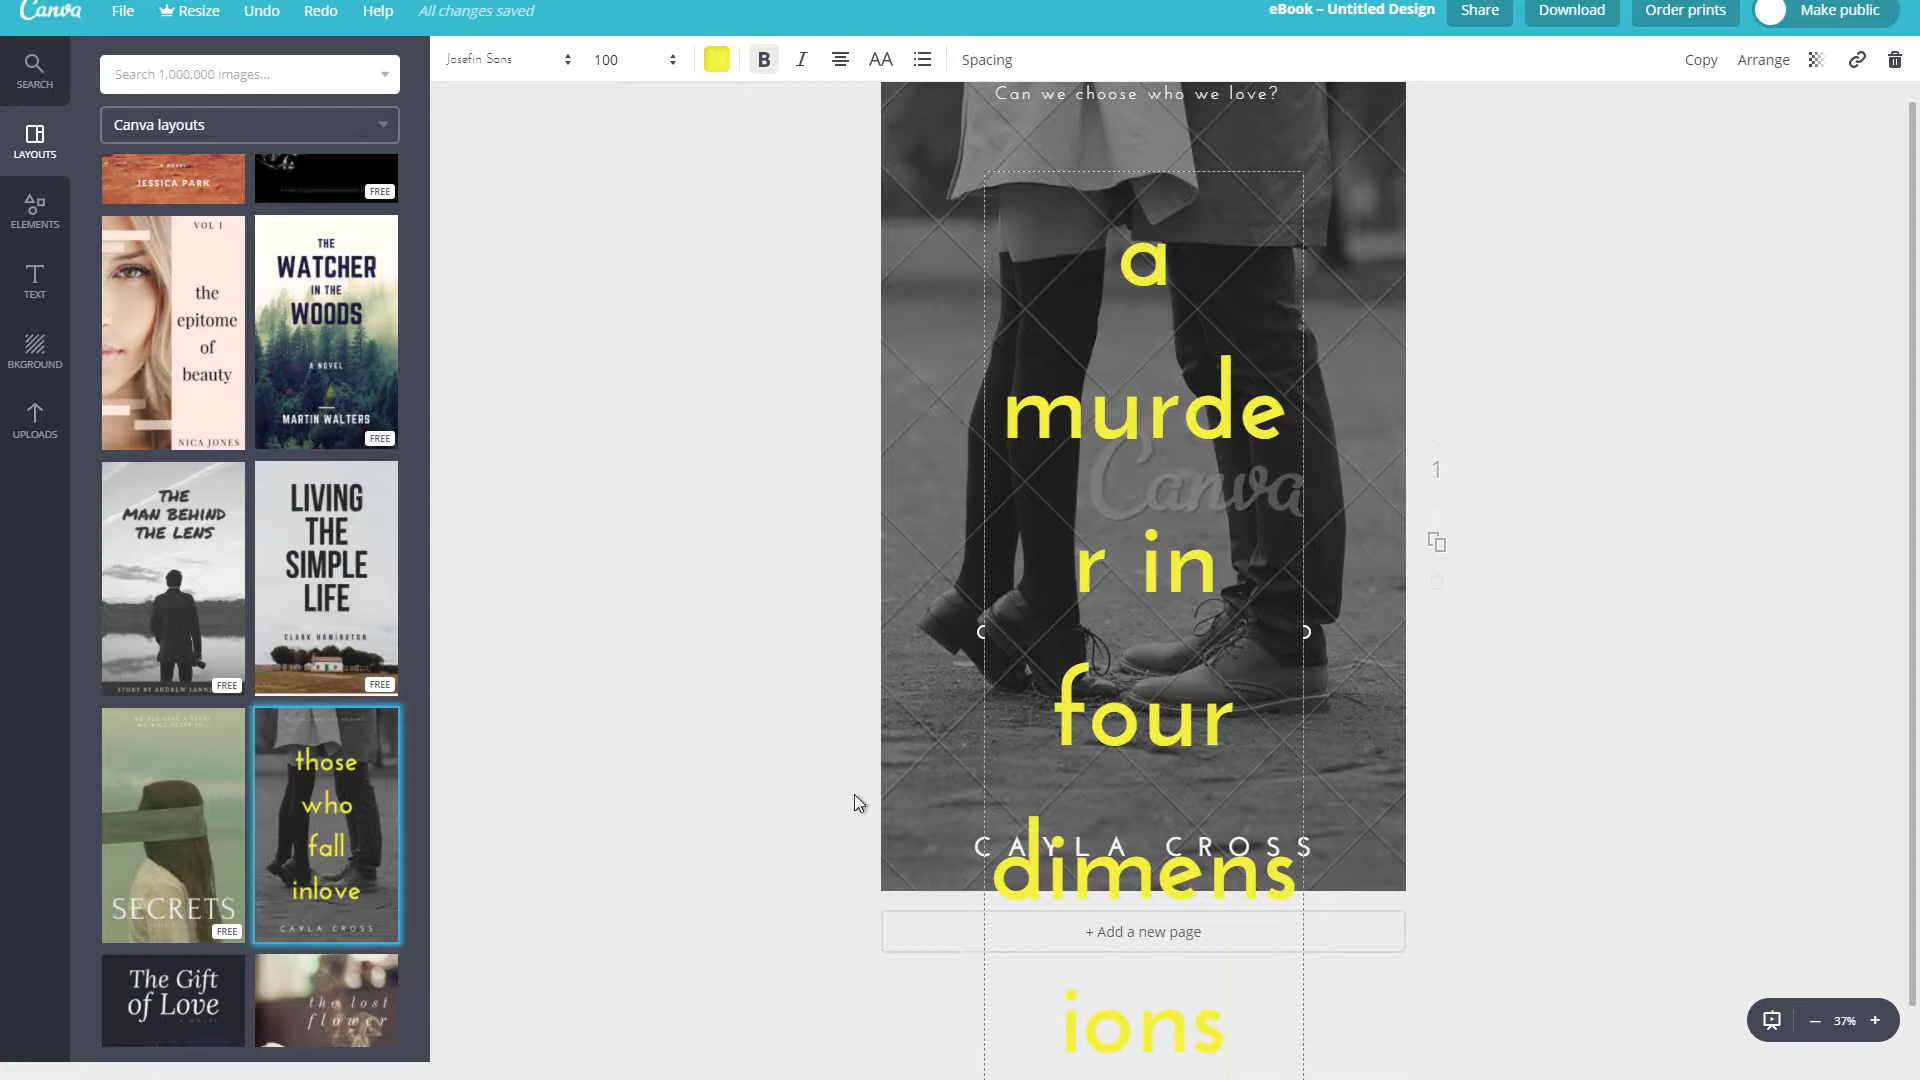 Canva
File
Resize
Undo
Redo
Help
All changes saved
eBook – Untitled Design
Share
Download
Order prints
Make public
SEARCH
LAYOUTS
ELEMENTS
TEXT
BKGROUND
UPLOADS
Search 1,000,000 images...
Canva layouts
A NOVEL
JESSICA PARK
FREE
VOL I
the
epitome
of
beauty
NICA JONES
THE
WATCHER
IN THE
WOODS
A NOVEL
MARTIN WALTERS
FREE
THE
MAN BEHIND
THE LENS
STORY BY ANDREW
FREE
LIVING
THE
SIMPLE
LIFE
CLARK HAMINGTON
FREE
SECRETS
FREE
those
who
fall
inlove
CAYLA CROSS
The Gift
of Love
the lost
flower
Josefin Sans
100
B
I
AA
Spacing
Copy
Arrange
Can we choose who we love?
a
murde
r in
four
dimens
ions
Canva
CAYLA CROSS
+ Add a new page
1
– 37% +